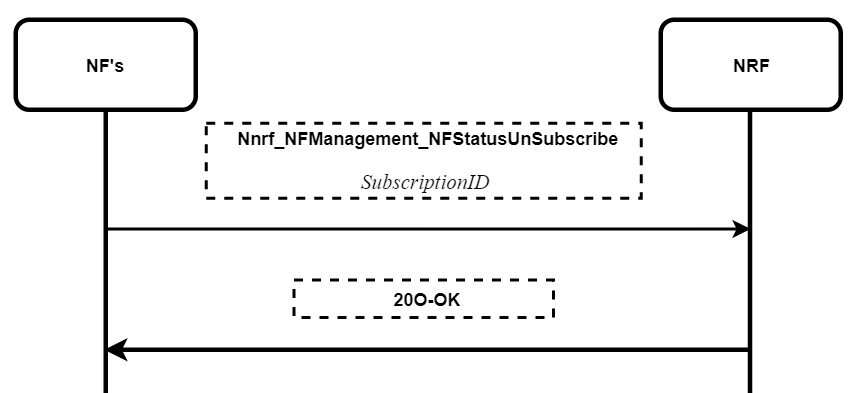 NF's
NRF
Nnrf_NFManagement_NFStatusUnSubscribe
SubscriptionID
20O-OK